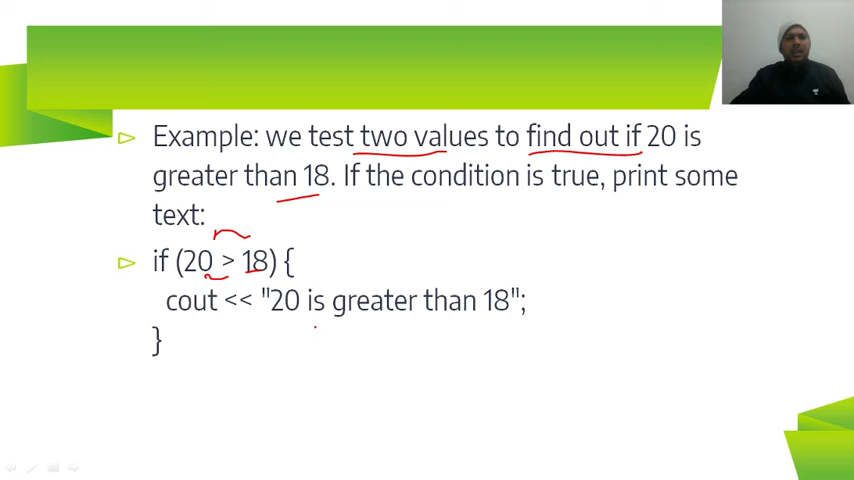 Example: we test two values to find out if 20 is
greater than 18. If the condition is true, print some
text:
if (20 > 18) {
cout << "20 is greater than 18";
}